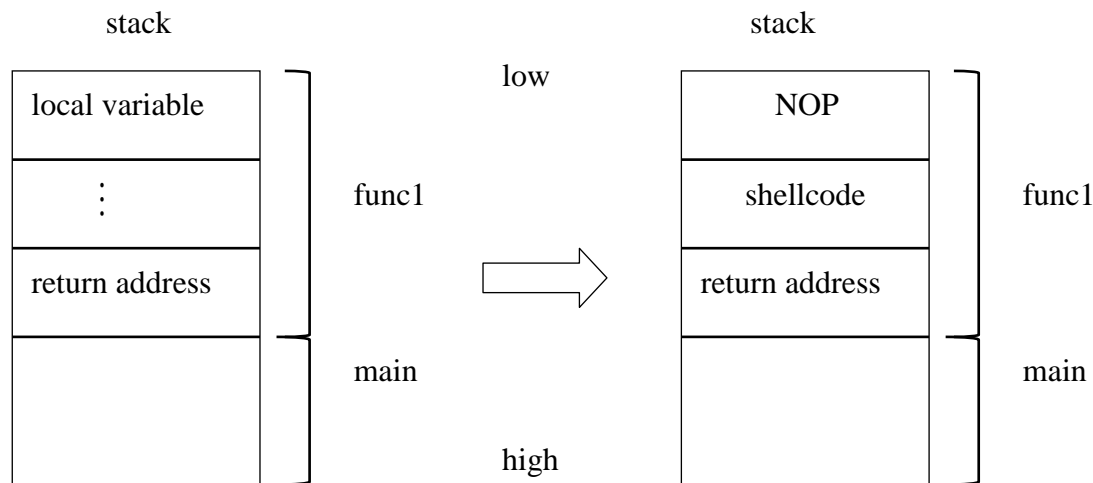 stack
local variable
⋮
return address
func1
main
low
high
stack
NOP
shellcode
return address
func1
main